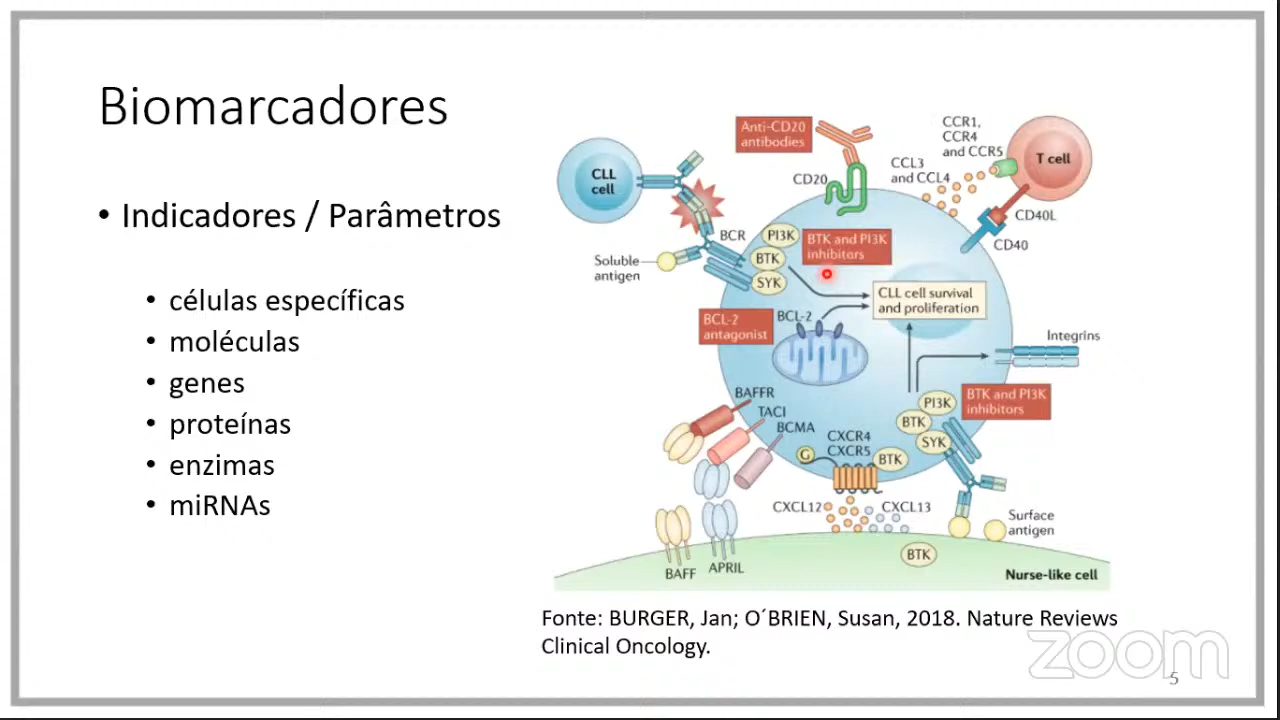 Biomarcadores
• Indicadores / Parâmetros
• células específicas
• moléculas
• genes
• proteínas
• enzimas
• miRNAs
CLL
cell
Anti-CD20
antibodies
CD20
CCL3
and CCL4
CCR1,
CCR4
and CCR5
T cell
CD40L
CD40
BCR
Soluble
antigen
PI3K
BTK
SYK
BTK and PI3K
inhibitors
CLL cell survival
and proliferation
BCL-2
antagonist
BCL-2
Integrins
BAFFR
TACI
BCMA
PI3K
BTK
SYK
BTK and PI3K
inhibitors
G
CXCR4
CXCR5
BTK
CXCL12
CXCL13
Surface
antigen
BAFF
APRIL
BTK
Nurse-like cell
Fonte: BURGER, Jan; O´BRIEN, Susan, 2018. Nature Reviews
Clinical Oncology.
zoom
5